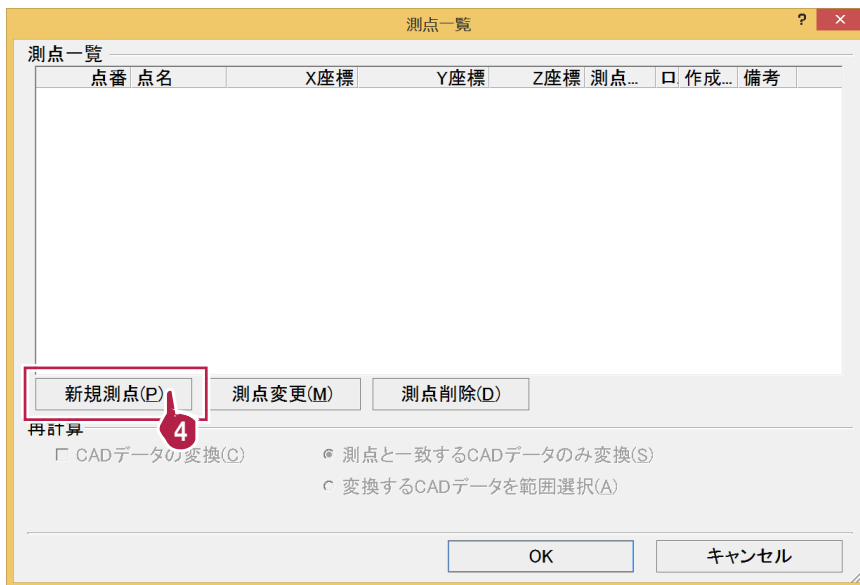 測点一覧 ? ×
測点一覧
点番 点名 X座標 Y座標 Z座標 測点... ロ 作成... 備考
新規測点(P) 測点変更(M) 測点削除(D)
4
再計算
CADデータの変換(C) 測点と一致するCADデータのみ変換(S)
変換するCADデータを範囲選択(A)
OK キャンセル